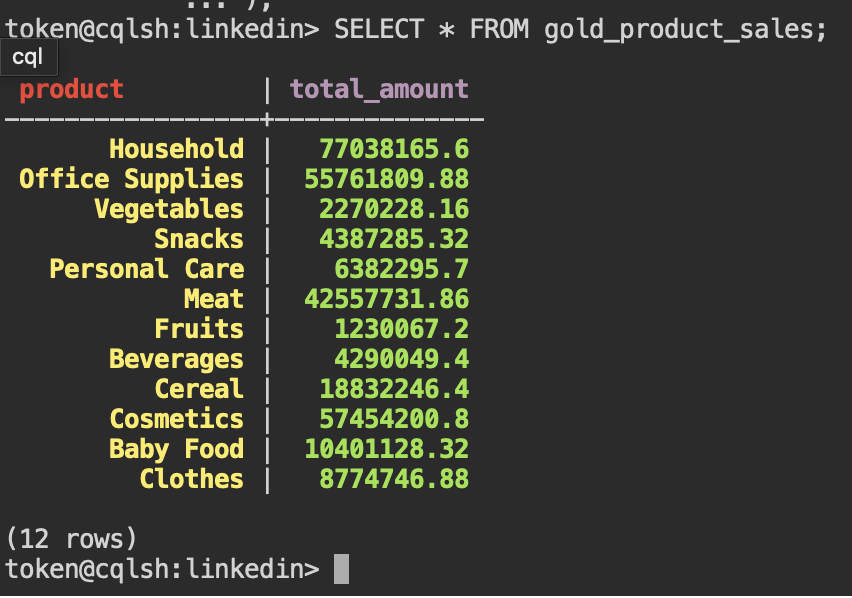 ... );
token@cqlsh:linkedin> SELECT * FROM gold_product_sales;
cql
product | total_amount
-----------------+--------------
Household | 77038165.6
Office Supplies | 55761809.88
Vegetables | 2270228.16
Snacks | 4387285.32
Personal Care | 6382295.7
Meat | 42557731.86
Fruits | 1230067.2
Beverages | 4290049.4
Cereal | 18832246.4
Cosmetics | 57454200.8
Baby Food | 10401128.32
Clothes | 8774746.88
(12 rows)
token@cqlsh:linkedin>